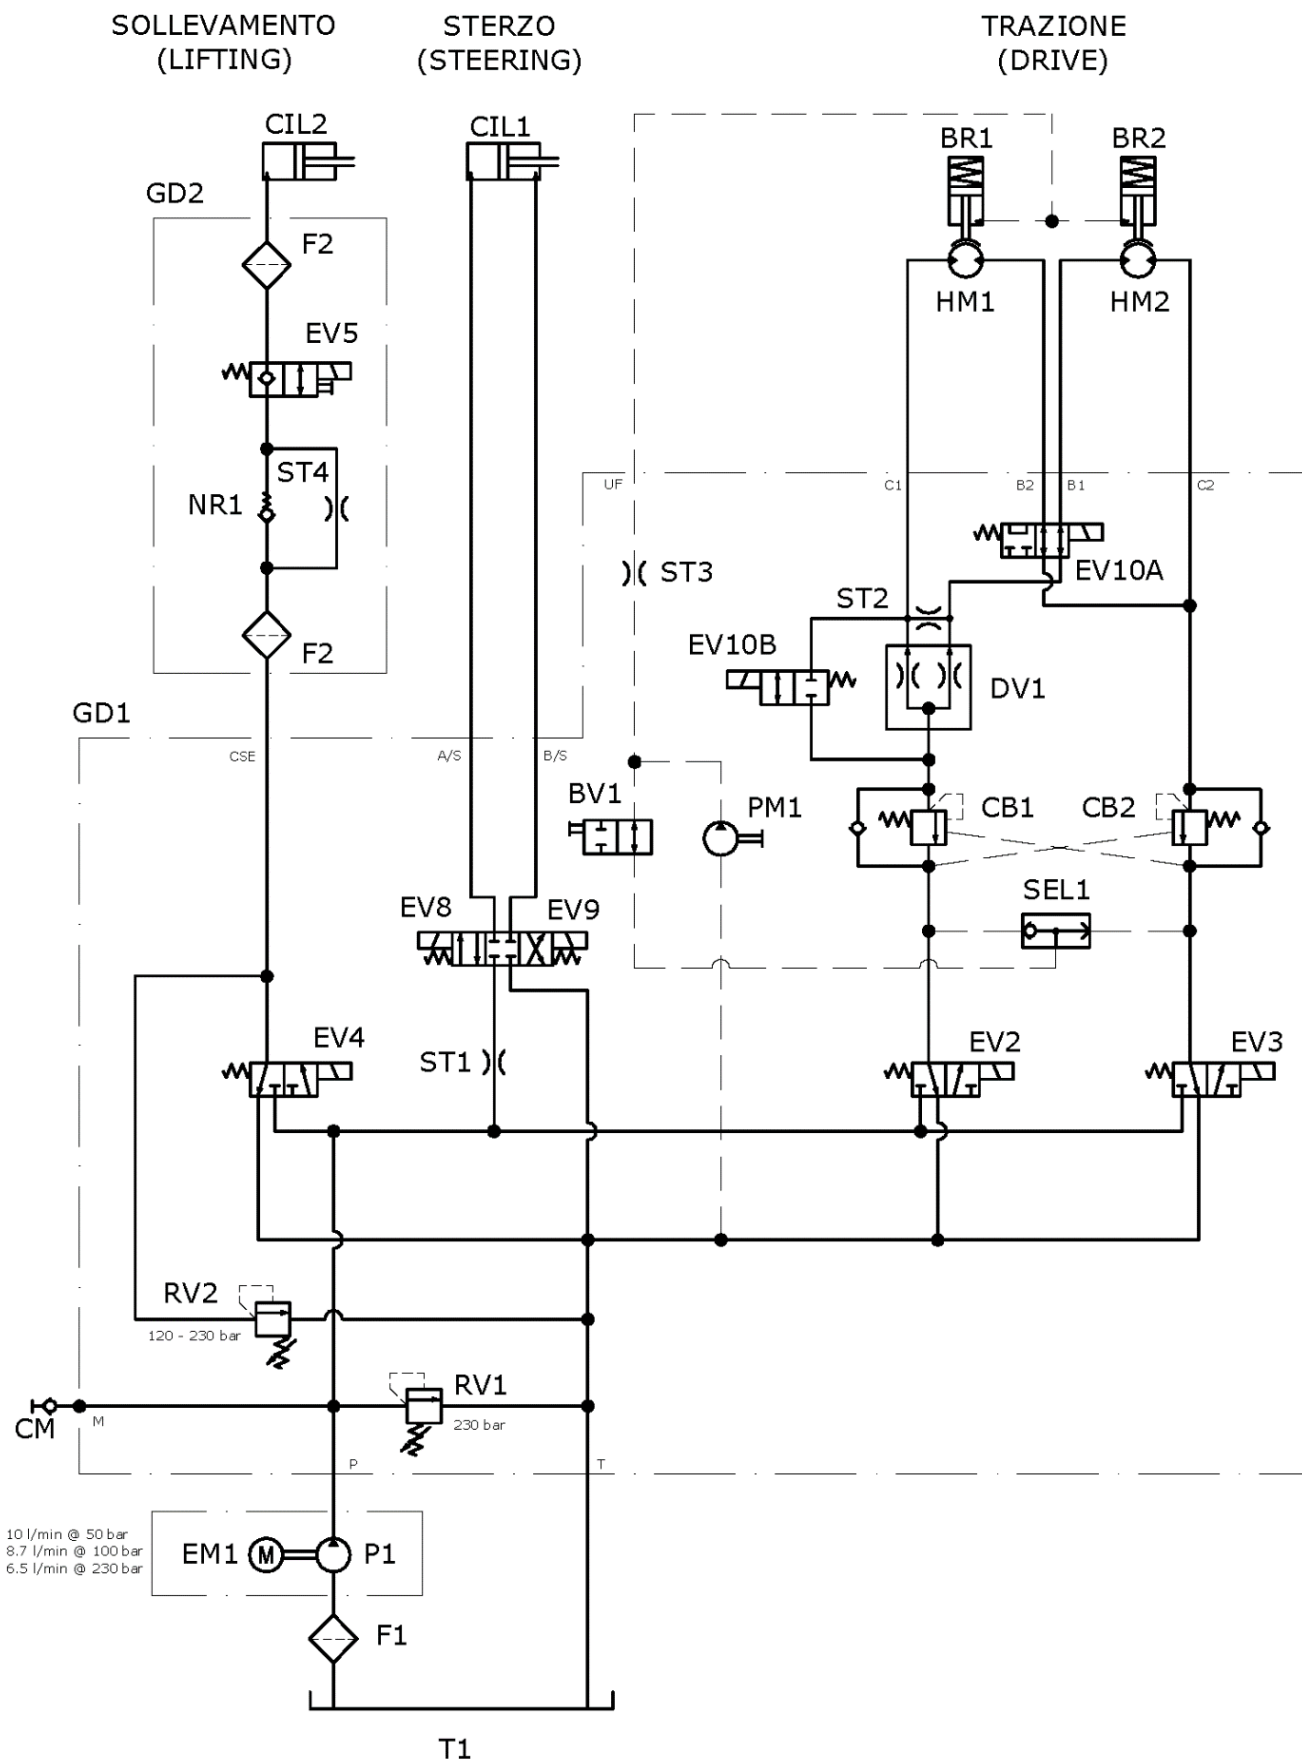 SOLLEVAMENTO
(LIFTING)
STERZO
(STEERING)
TRAZIONE
(DRIVE)
CIL2
CIL1
BR1
BR2
GD2
F2
HM1
HM2
EV5
ST4
NR1
UF
C1
B2
B1
C2
EV10A
ST3
ST2
F2
EV10B
DV1
GD1
CSE
A/S
B/S
BV1
PM1
CB1
CB2
SEL1
EV8
EV9
EV4
ST1
EV2
EV3
RV2
120 - 230 bar
RV1
230 bar
CM
M
P
T
10 l/min @ 50 bar
8.7 l/min @ 100 bar
6.5 l/min @ 230 bar
EM1
M
P1
F1
T1